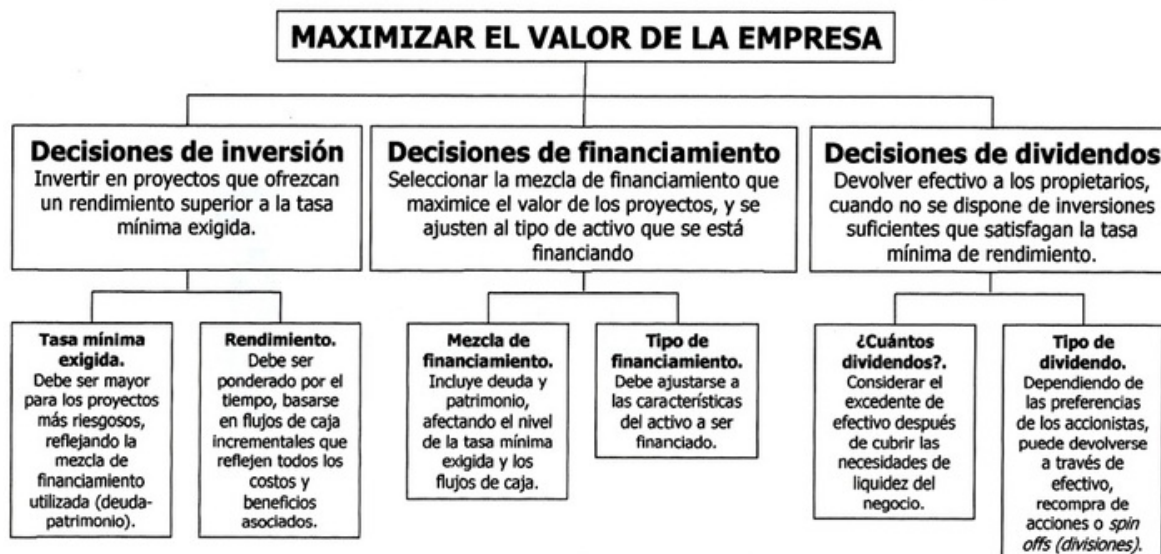 MAXIMIZAR EL VALOR DE LA EMPRESA
Decisiones de inversión
Invertir en proyectos que ofrezcan
un rendimiento superior a la tasa
mínima exigida.
Decisiones de financiamiento
Seleccionar la mezcla de financiamiento que
maximice el valor de los proyectos, y se
ajusten al tipo de activo que se está
financiando
Decisiones de dividendos
Devolver efectivo a los propietarios,
cuando no se dispone de inversiones
suficientes que satisfagan la tasa
mínima de rendimiento.
Tasa mínima
exigida.
Debe ser mayor
para los proyectos
más riesgosos,
reflejando la
mezcla de
financiamiento
utilizada (deuda-
patrimonio).
Rendimiento.
Debe ser
ponderado por el
tiempo, basarse
en flujos de caja
incrementales que
reflejen todos los
costos y
beneficios
asociados.
Mezcla de
financiamiento.
Incluye deuda y
patrimonio,
afectando el nivel
de la tasa mínima
exigida y los
flujos de caja.
Tipo de
financiamiento.
Debe ajustarse a
las características
del activo a ser
financiado.
¿Cuántos
dividendos?.
Considerar el
excedente de
efectivo después
de cubrir las
necesidades de
liquidez del
negocio.
Tipo de
dividendo.
Dependiendo de
las preferencias
de los accionistas,
puede devolverse
a través de
efectivo,
recompra de
acciones o spin
offs (divisiones).